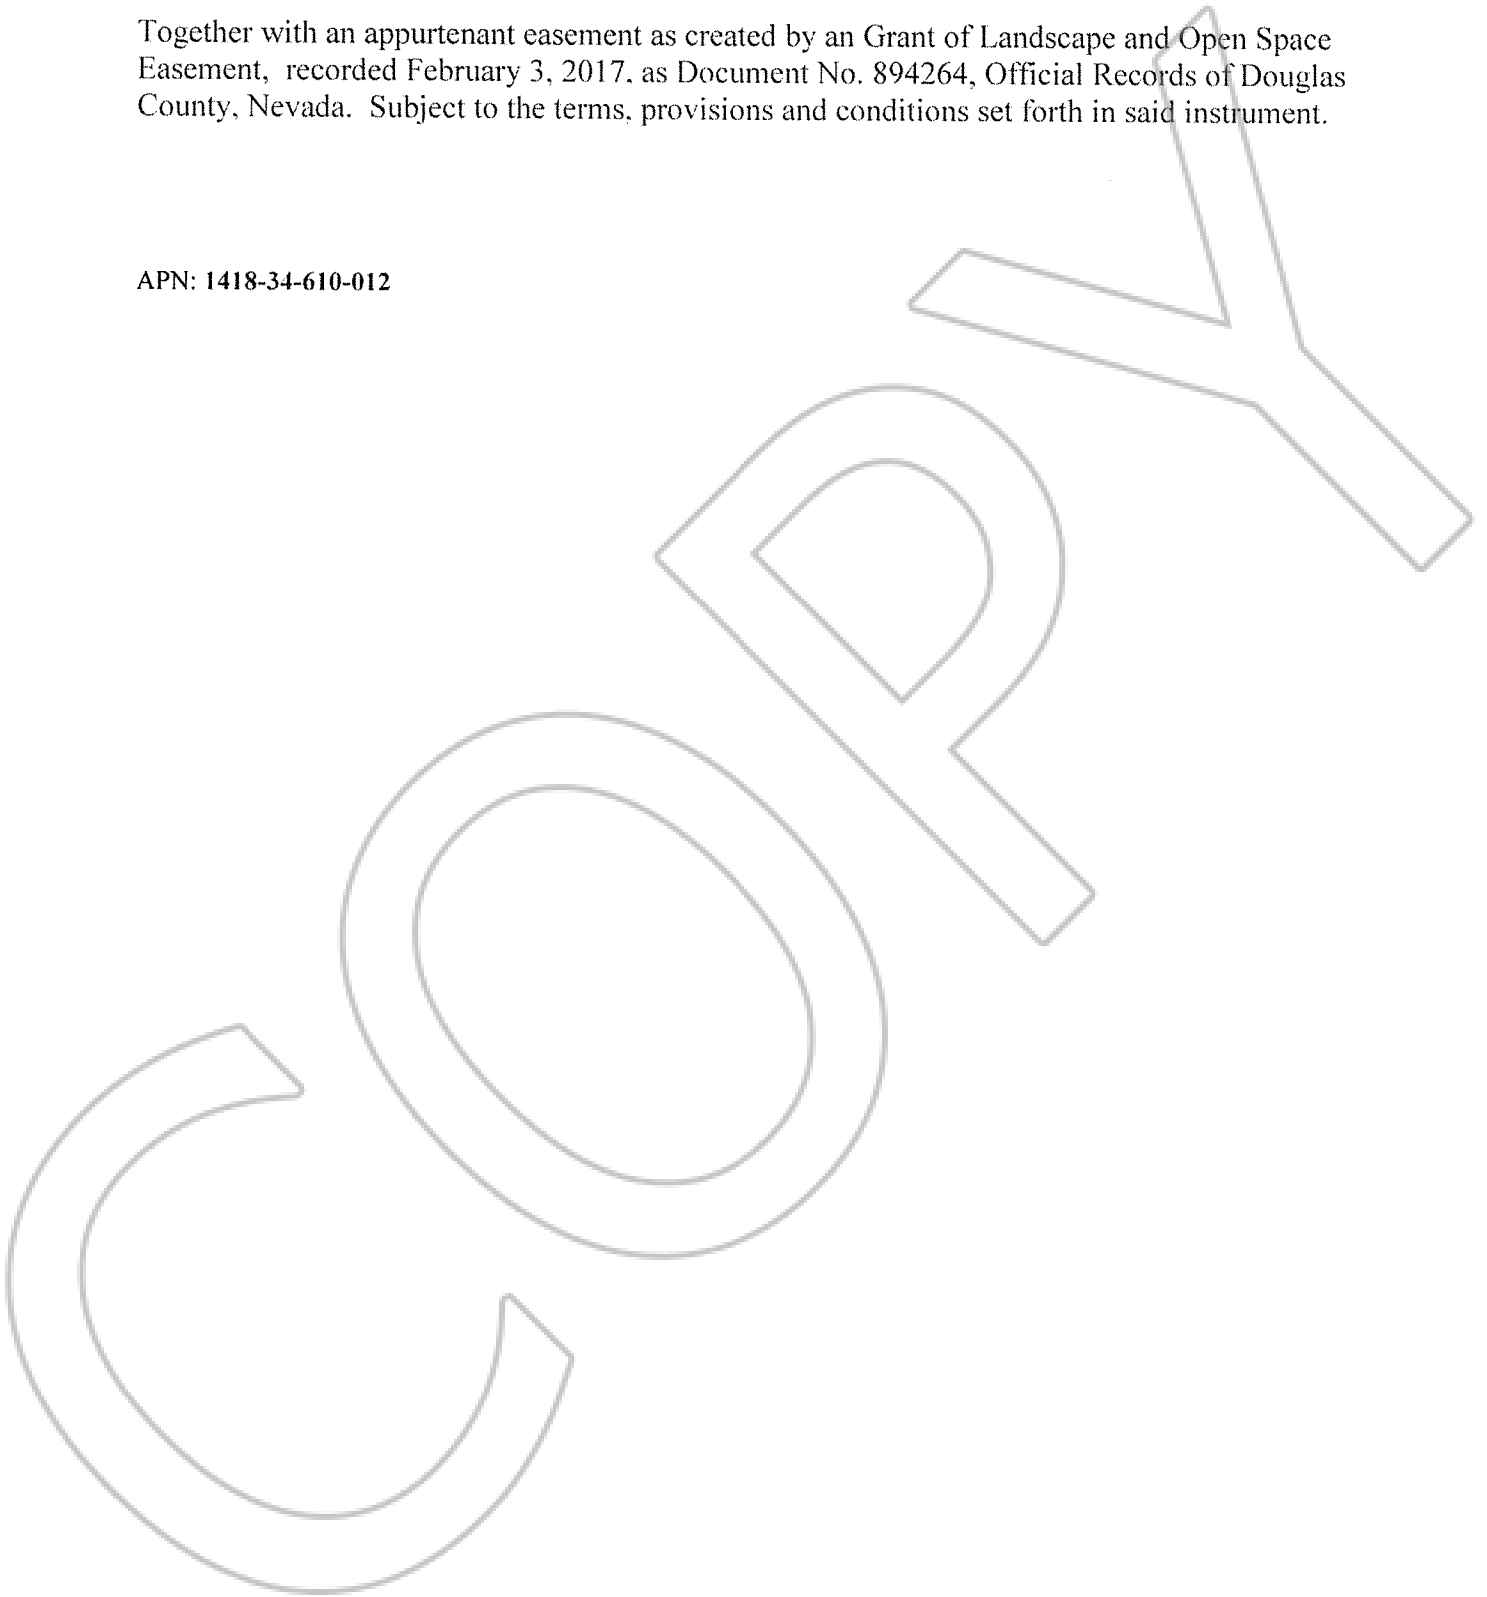 Together with an appurtenant easement as created by an Grant of Landscape and Open Space
Easement,  recorded February 3, 2017. as Document No. 894264, Official Records of Douglas
County, Nevada.  Subject to the terms, provisions and conditions set forth in said instrument.
APN: 1418-34-610-012
COPY